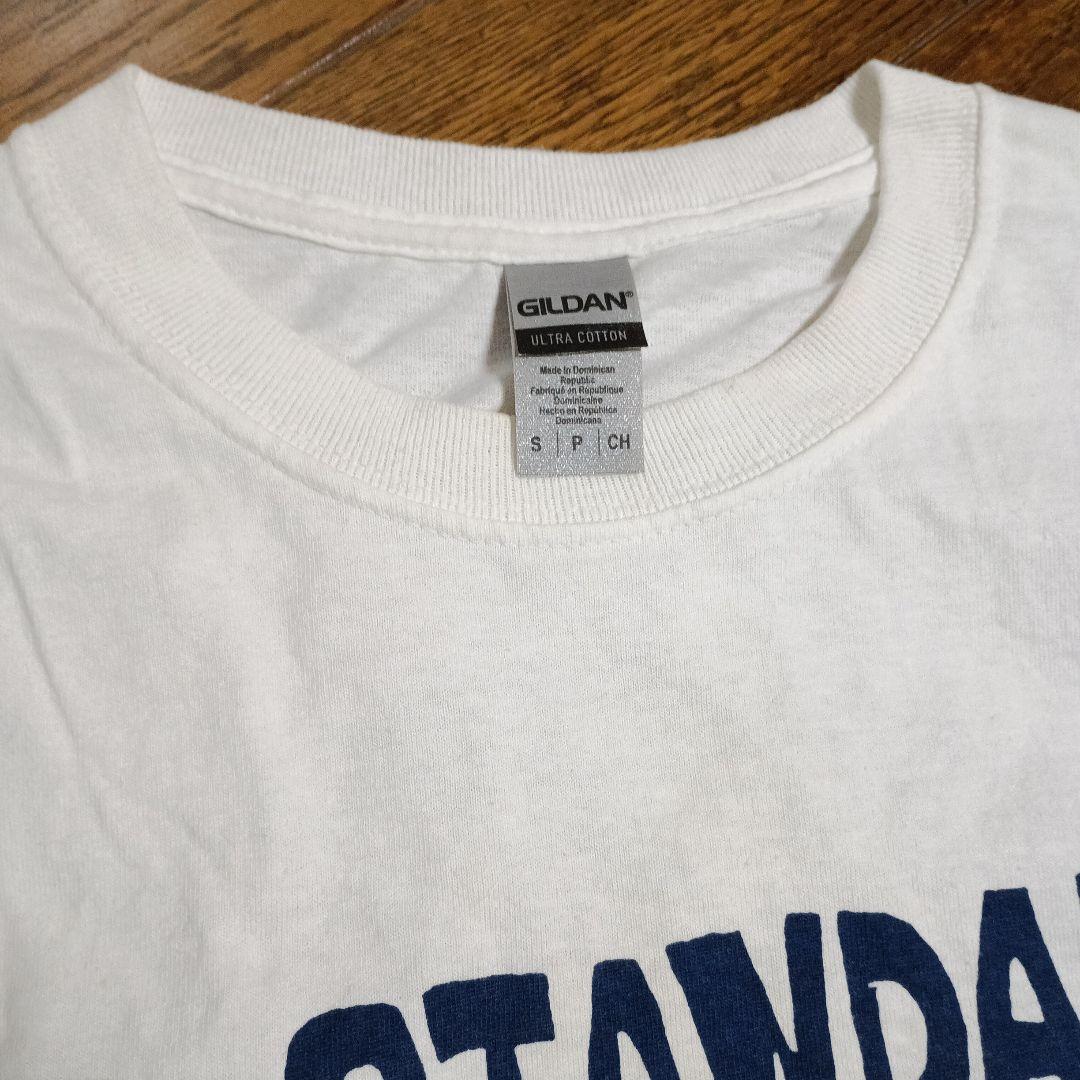 GILDAN®
ULTRA COTTON
Made in Dominican
Republic
Fabriqué en République
Dominicaine
Hecho en República
Dominicana
S | P | CH
STANDA